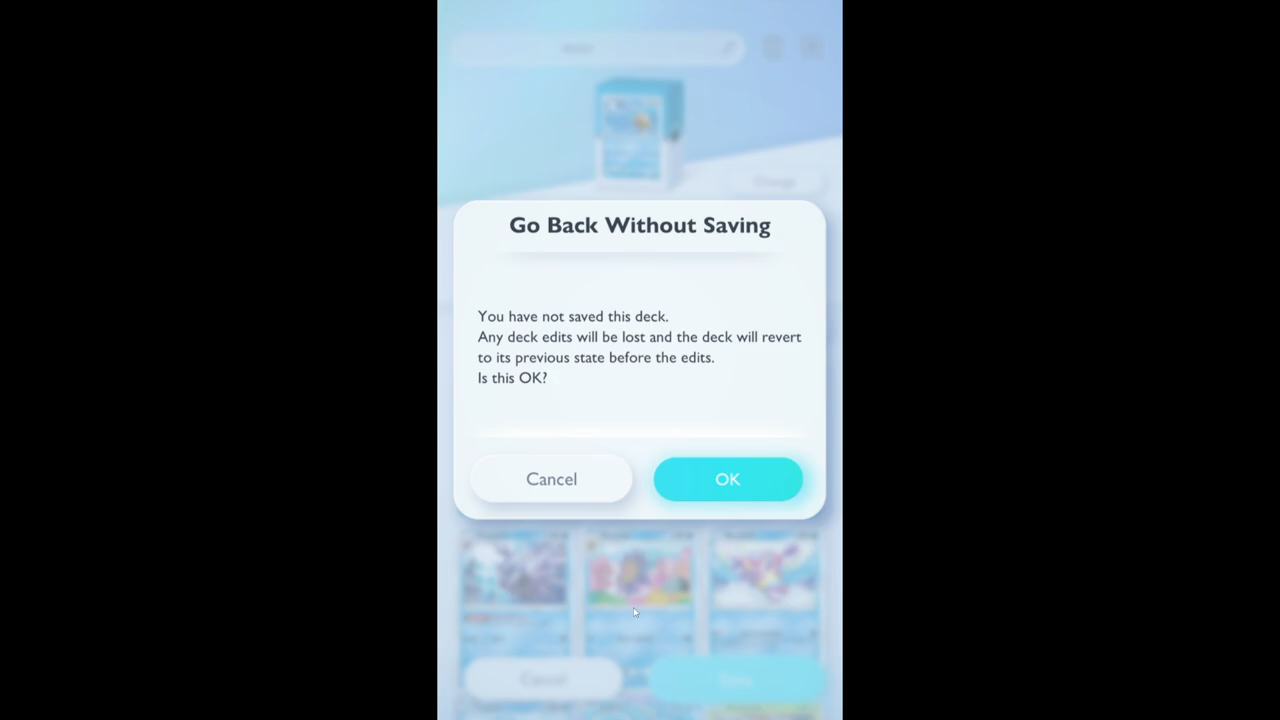 Go Back Without Saving
You have not saved this deck.
Any deck edits will be lost and the deck will revert
to its previous state before the edits.
Is this OK?
Cancel
OK
Cancel